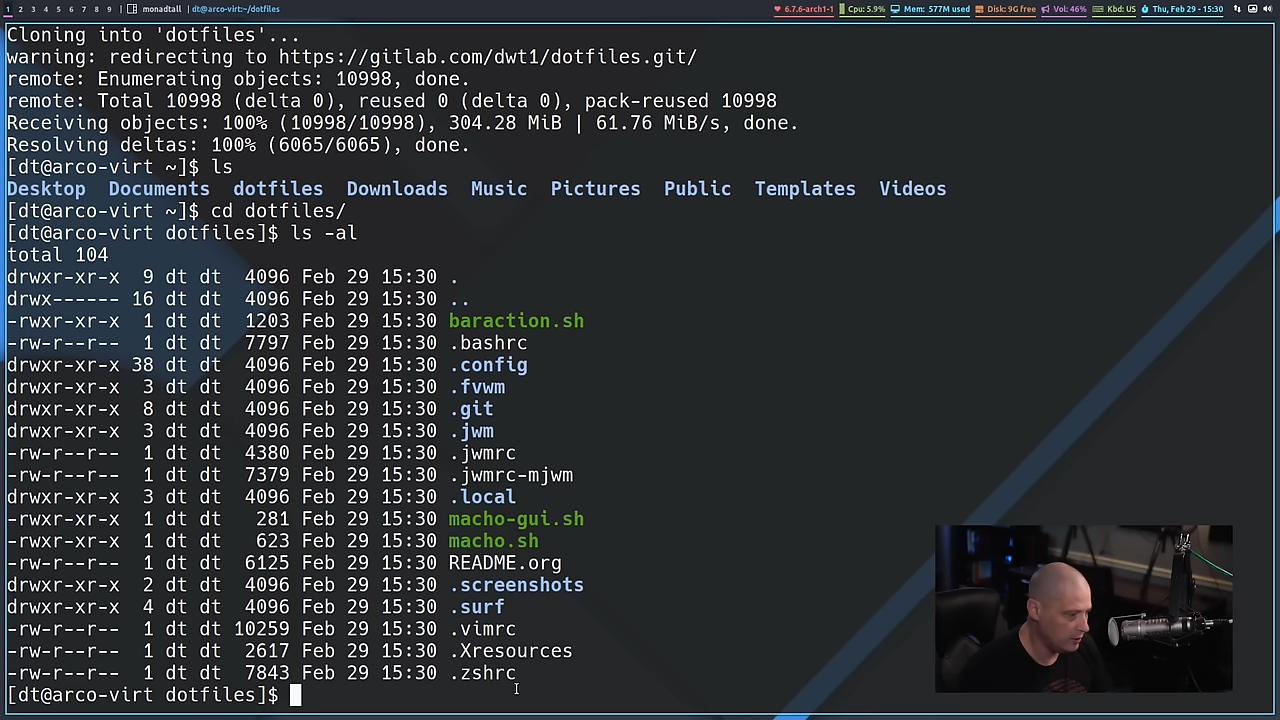 1 2 3 4 5 6 7 8 9 | monadtall | dt@arco-virt:~/dotfiles 6.7.6-arch1-1 Cpu: 5.9% Mem: 577M used Disk: 9G free Vol: 46% Kbd: US Thu, Feb 29 - 15:30
Cloning into 'dotfiles'...
warning: redirecting to https://gitlab.com/dwt1/dotfiles.git/
remote: Enumerating objects: 10998, done.
remote: Total 10998 (delta 0), reused 0 (delta 0), pack-reused 10998
Receiving objects: 100% (10998/10998), 304.28 MiB | 61.76 MiB/s, done.
Resolving deltas: 100% (6065/6065), done.
[dt@arco-virt ~]$ ls
Desktop  Documents  dotfiles  Downloads  Music  Pictures  Public  Templates  Videos
[dt@arco-virt ~]$ cd dotfiles/
[dt@arco-virt dotfiles]$ ls -al
total 104
drwxr-xr-x  9 dt dt  4096 Feb 29 15:30 .
drwx------ 16 dt dt  4096 Feb 29 15:30 ..
-rwxr-xr-x  1 dt dt  1203 Feb 29 15:30 baraction.sh
-rw-r--r--  1 dt dt  7797 Feb 29 15:30 .bashrc
drwxr-xr-x 38 dt dt  4096 Feb 29 15:30 .config
drwxr-xr-x  3 dt dt  4096 Feb 29 15:30 .fvwm
drwxr-xr-x  8 dt dt  4096 Feb 29 15:30 .git
drwxr-xr-x  3 dt dt  4096 Feb 29 15:30 .jwm
-rw-r--r--  1 dt dt  4380 Feb 29 15:30 .jwmrc
-rw-r--r--  1 dt dt  7379 Feb 29 15:30 .jwmrc-mjwm
drwxr-xr-x  3 dt dt  4096 Feb 29 15:30 .local
-rwxr-xr-x  1 dt dt   281 Feb 29 15:30 macho-gui.sh
-rwxr-xr-x  1 dt dt   623 Feb 29 15:30 macho.sh
-rw-r--r--  1 dt dt  6125 Feb 29 15:30 README.org
drwxr-xr-x  2 dt dt  4096 Feb 29 15:30 .screenshots
drwxr-xr-x  4 dt dt  4096 Feb 29 15:30 .surf
-rw-r--r--  1 dt dt 10259 Feb 29 15:30 .vimrc
-rw-r--r--  1 dt dt  2617 Feb 29 15:30 .Xresources
-rw-r--r--  1 dt dt  7843 Feb 29 15:30 .zshrc
[dt@arco-virt dotfiles]$